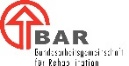 BAR
Bundesarbeitsgemeinschaft
für Rehabilitation